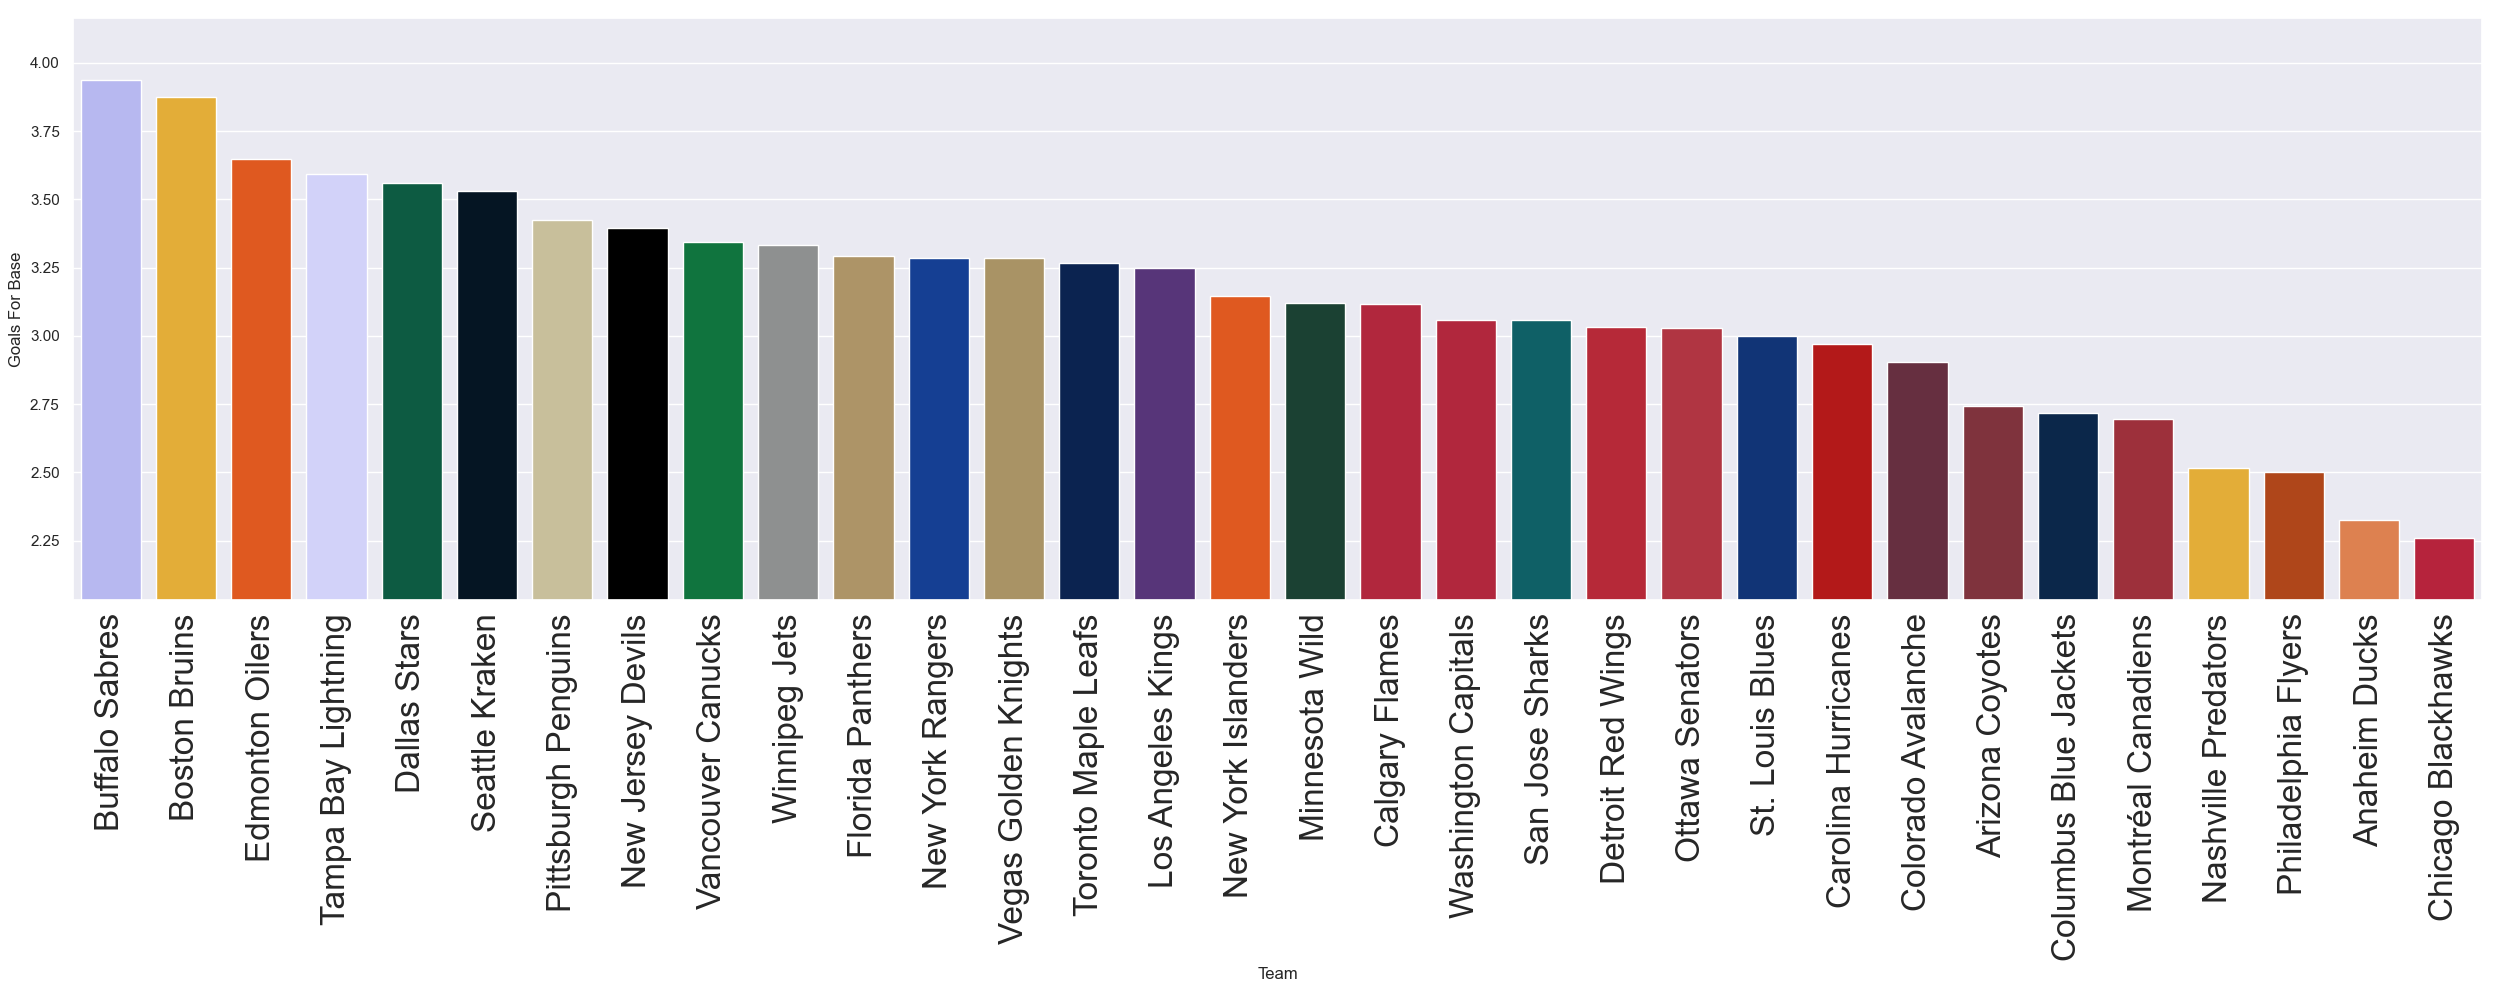 4.00
3.75
3.50
3.25
3.00
2.75
2.50
2.25
Goals For Base
Buffalo Sabres
Boston Bruins
Edmonton Oilers
Tampa Bay Lightning
Dallas Stars
Seattle Kraken
Pittsburgh Penguins
New Jersey Devils
Vancouver Canucks
Winnipeg Jets
Florida Panthers
New York Rangers
Vegas Golden Knights
Toronto Maple Leafs
Los Angeles Kings
New York Islanders
Minnesota Wild
Calgary Flames
Washington Capitals
San Jose Sharks
Detroit Red Wings
Ottawa Senators
St. Louis Blues
Carolina Hurricanes
Colorado Avalanche
Arizona Coyotes
Columbus Blue Jackets
Montréal Canadiens
Nashville Predators
Philadelphia Flyers
Anaheim Ducks
Chicago Blackhawks
Team